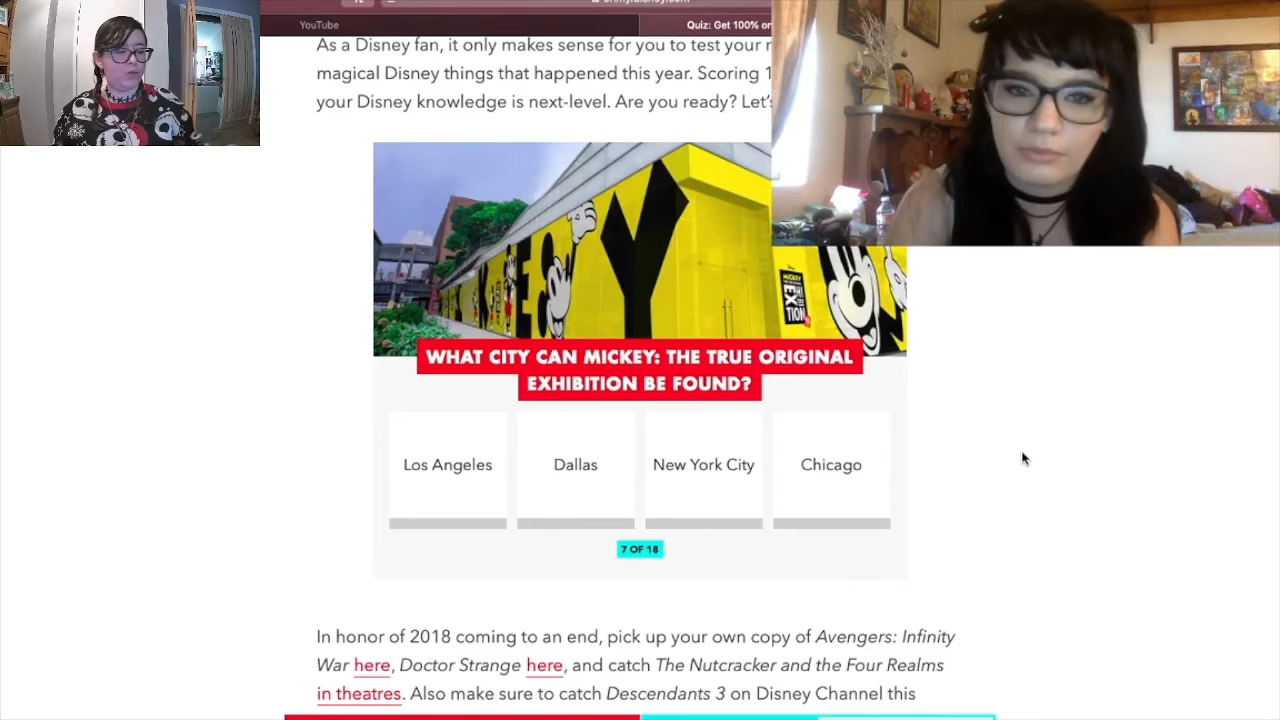 YouTube
Quiz: Get 100% or
As a Disney fan, it only makes sense for you to test your
magical Disney things that happened this year. Scoring 1
your Disney knowledge is next-level. Are you ready? Let's
MICKEY
EXHIBITION
WHAT CITY CAN MICKEY: THE TRUE ORIGINAL
EXHIBITION BE FOUND?
Los Angeles
Dallas
New York City
Chicago
7 OF 18
In honor of 2018 coming to an end, pick up your own copy of Avengers: Infinity
War here, Doctor Strange here, and catch The Nutcracker and the Four Realms
in theatres. Also make sure to catch Descendants 3 on Disney Channel this